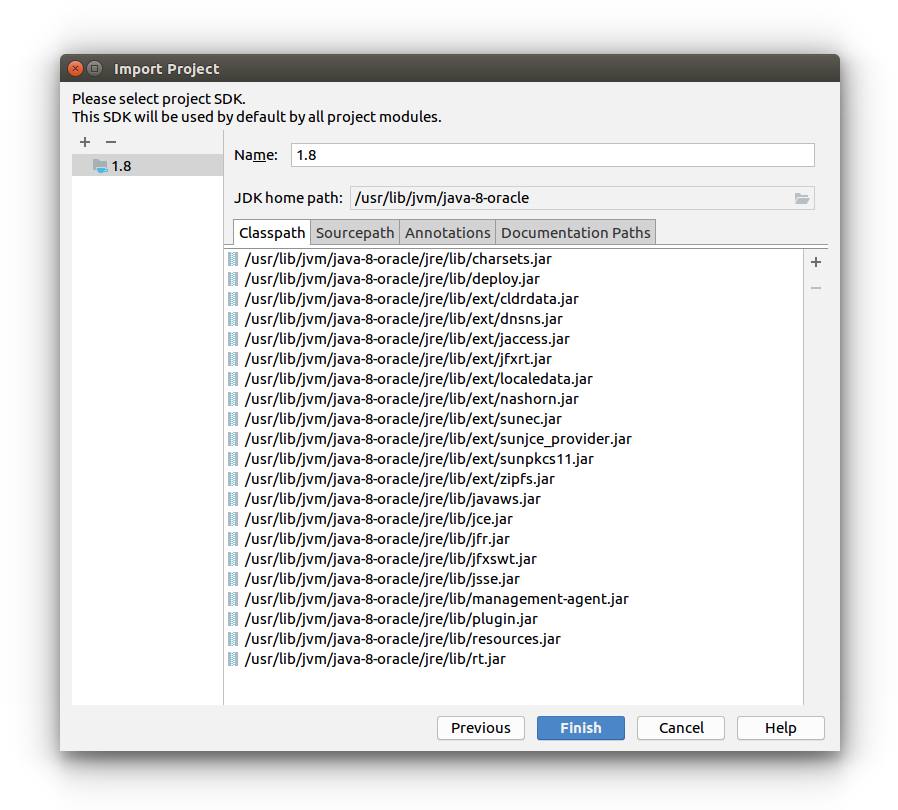 Import Project
Please select project SDK.
This SDK will be used by default by all project modules.
1.8
Name: 1.8
JDK home path: /usr/lib/jvm/java-8-oracle
Classpath Sourcepath Annotations Documentation Paths
/usr/lib/jvm/java-8-oracle/jre/lib/charsets.jar
/usr/lib/jvm/java-8-oracle/jre/lib/deploy.jar
/usr/lib/jvm/java-8-oracle/jre/lib/ext/cldrdata.jar
/usr/lib/jvm/java-8-oracle/jre/lib/ext/dnsns.jar
/usr/lib/jvm/java-8-oracle/jre/lib/ext/jaccess.jar
/usr/lib/jvm/java-8-oracle/jre/lib/ext/jfxrt.jar
/usr/lib/jvm/java-8-oracle/jre/lib/ext/localedata.jar
/usr/lib/jvm/java-8-oracle/jre/lib/ext/nashorn.jar
/usr/lib/jvm/java-8-oracle/jre/lib/ext/sunec.jar
/usr/lib/jvm/java-8-oracle/jre/lib/ext/sunjce_provider.jar
/usr/lib/jvm/java-8-oracle/jre/lib/ext/sunpkcs11.jar
/usr/lib/jvm/java-8-oracle/jre/lib/ext/zipfs.jar
/usr/lib/jvm/java-8-oracle/jre/lib/javaws.jar
/usr/lib/jvm/java-8-oracle/jre/lib/jce.jar
/usr/lib/jvm/java-8-oracle/jre/lib/jfr.jar
/usr/lib/jvm/java-8-oracle/jre/lib/jfxswt.jar
/usr/lib/jvm/java-8-oracle/jre/lib/jsse.jar
/usr/lib/jvm/java-8-oracle/jre/lib/management-agent.jar
/usr/lib/jvm/java-8-oracle/jre/lib/plugin.jar
/usr/lib/jvm/java-8-oracle/jre/lib/resources.jar
/usr/lib/jvm/java-8-oracle/jre/lib/rt.jar
Previous Finish Cancel Help